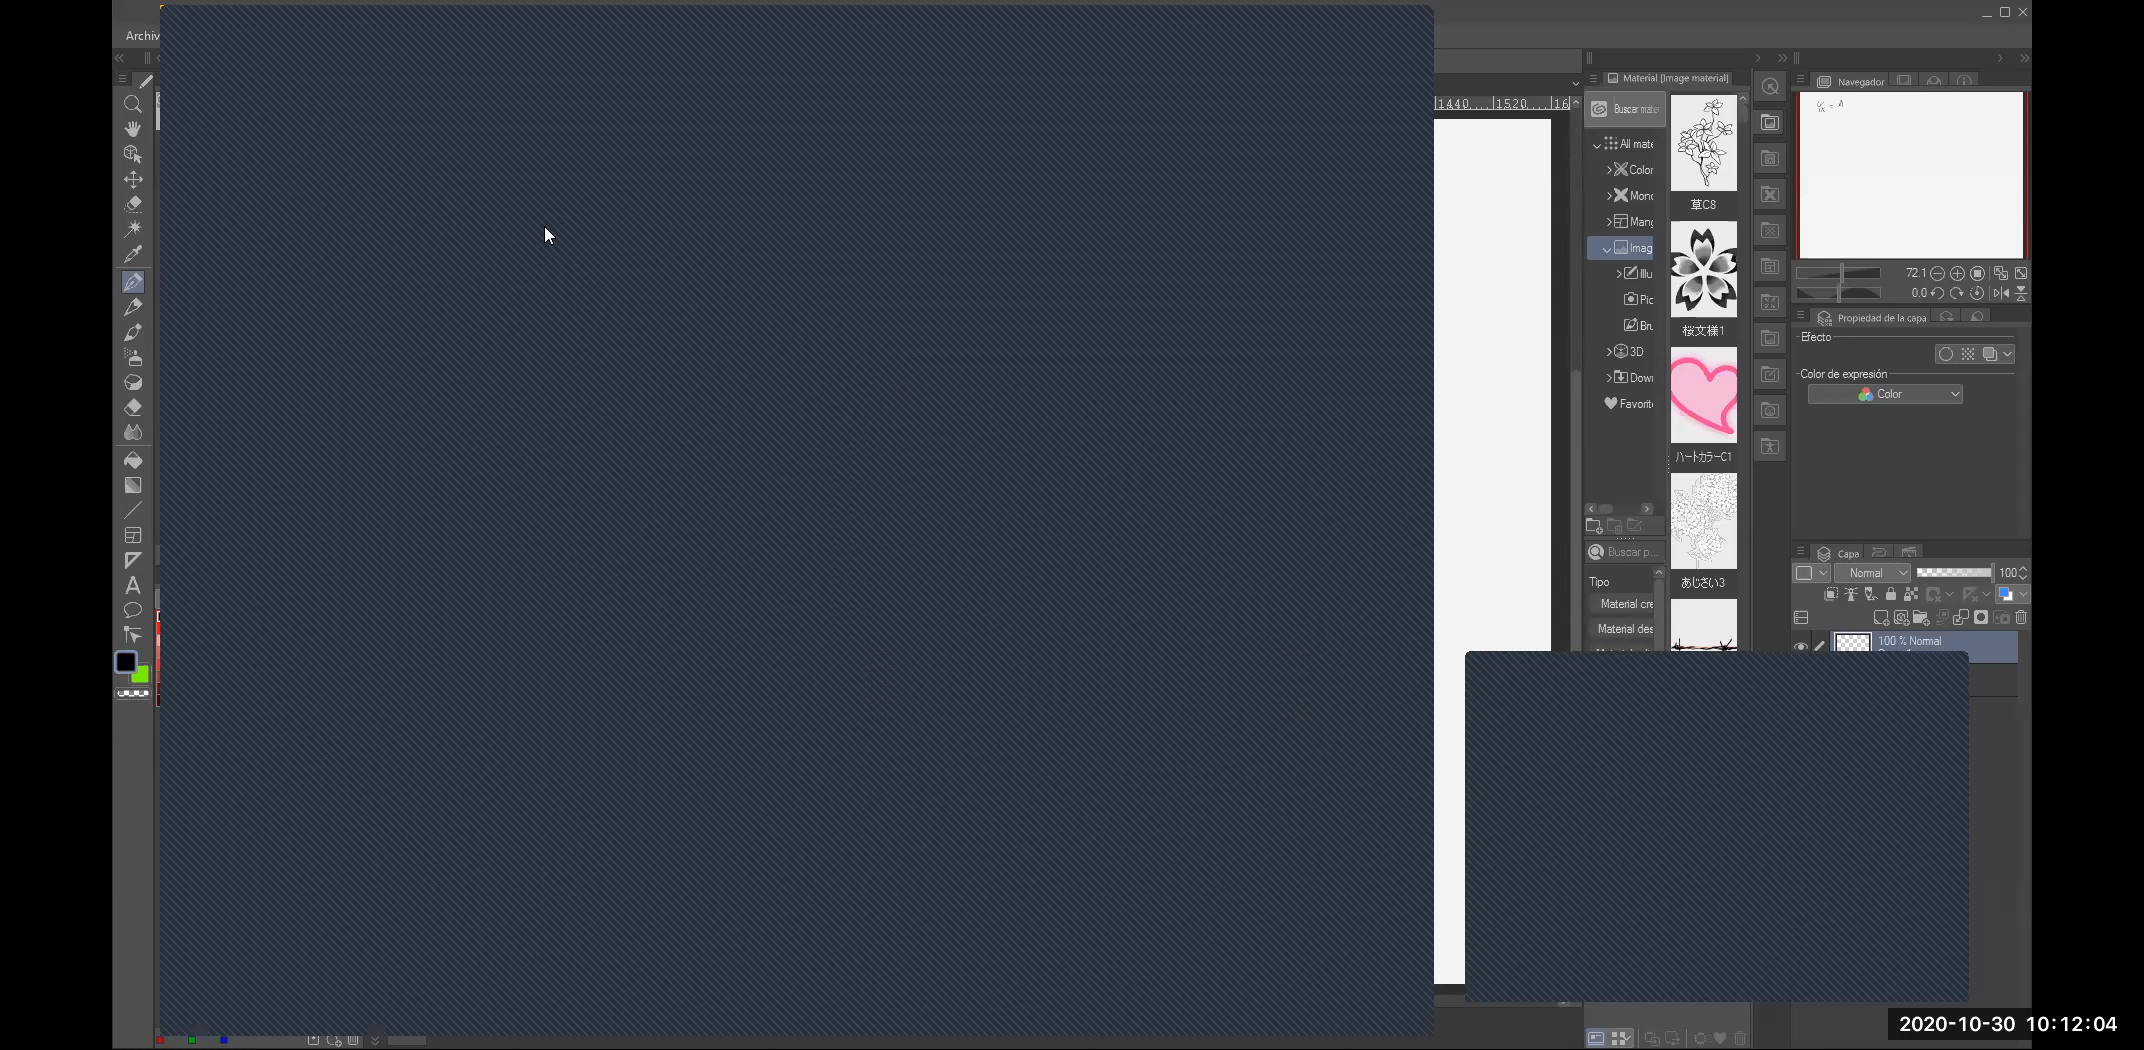 Archiv
Material [Image material]
Navegador
1440
1520
16
Buscar mate
All mate
Color
Mono
Mang
Imag
Illu
Pic
Bru
3D
Down
Favorit
草C8
桜文様1
ハートカラーC1
あじさい3
72.1
0.0
Propiedad de la capa
Efecto
Color de expresión
Color
Buscar p...
Tipo
Material cre
Material des
Capa
Normal
100
100 % Normal
2020-10-30 10:12:04